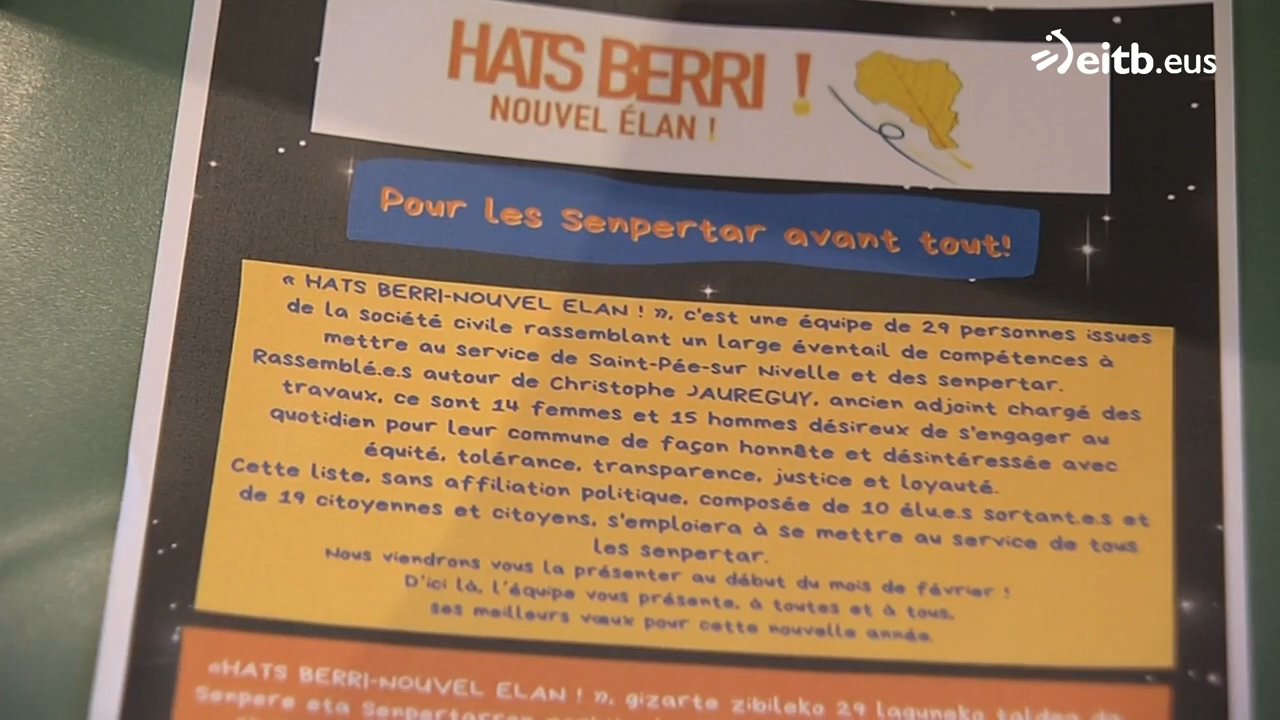 eitb.eus
HATS BERRI !
NOUVEL ÉLAN !
Pour les Senpertar avant tout!
« HATS BERRI-NOUVEL ELAN ! », c'est une équipe de 29 personnes issues
de la société civile rassemblant un large éventail de compétences à
mettre au service de Saint-Pée-sur Nivelle et des senpertar.
Rassemblé.e.s autour de Christophe JAUREGUY, ancien adjoint chargé des
travaux, ce sont 14 femmes et 15 hommes désireux de s'engager au
quotidien pour leur commune de façon honnête et désintéressée avec
équité, tolérance, transparence, justice et loyauté.
Cette liste, sans affiliation politique, composée de 10 élu.e.s sortant.e.s et
de 19 citoyennes et citoyens, s'emploiera à se mettre au service de tous
les senpertar.
Nous viendrons vous la présenter au début du mois de février !
D'ici là, l'équipe vous présente, à toutes et à tous,
ses meilleurs vœux pour cette nouvelle année.
«HATS BERRI-NOUVEL ELAN ! », gizarte zibileko 29 laguneko taldea da
Senpere eta Senpertarren